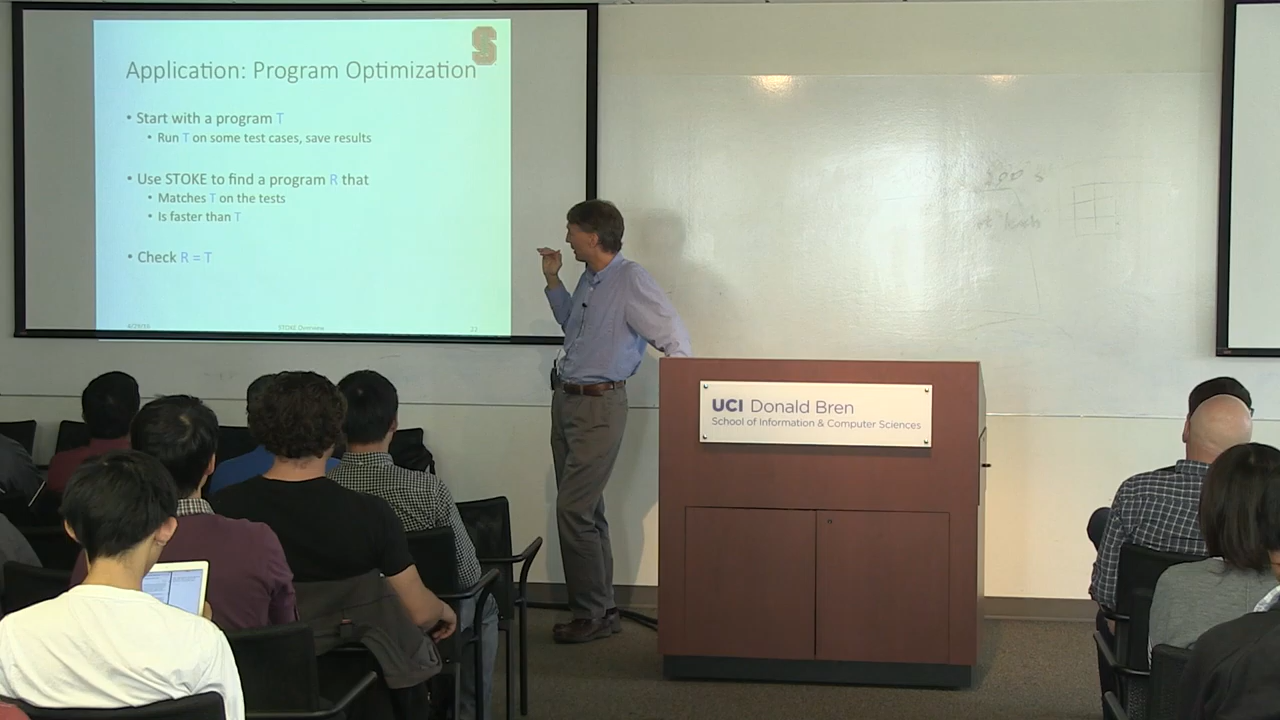 S
Application: Program Optimization
• Start with a program T
• Run T on some test cases, save results
• Use STOKE to find a program R that
• Matches T on the tests
• Is faster than T
• Check R = T
STOKE Overview
22
UCI Donald Bren
School of Information & Computer Sciences